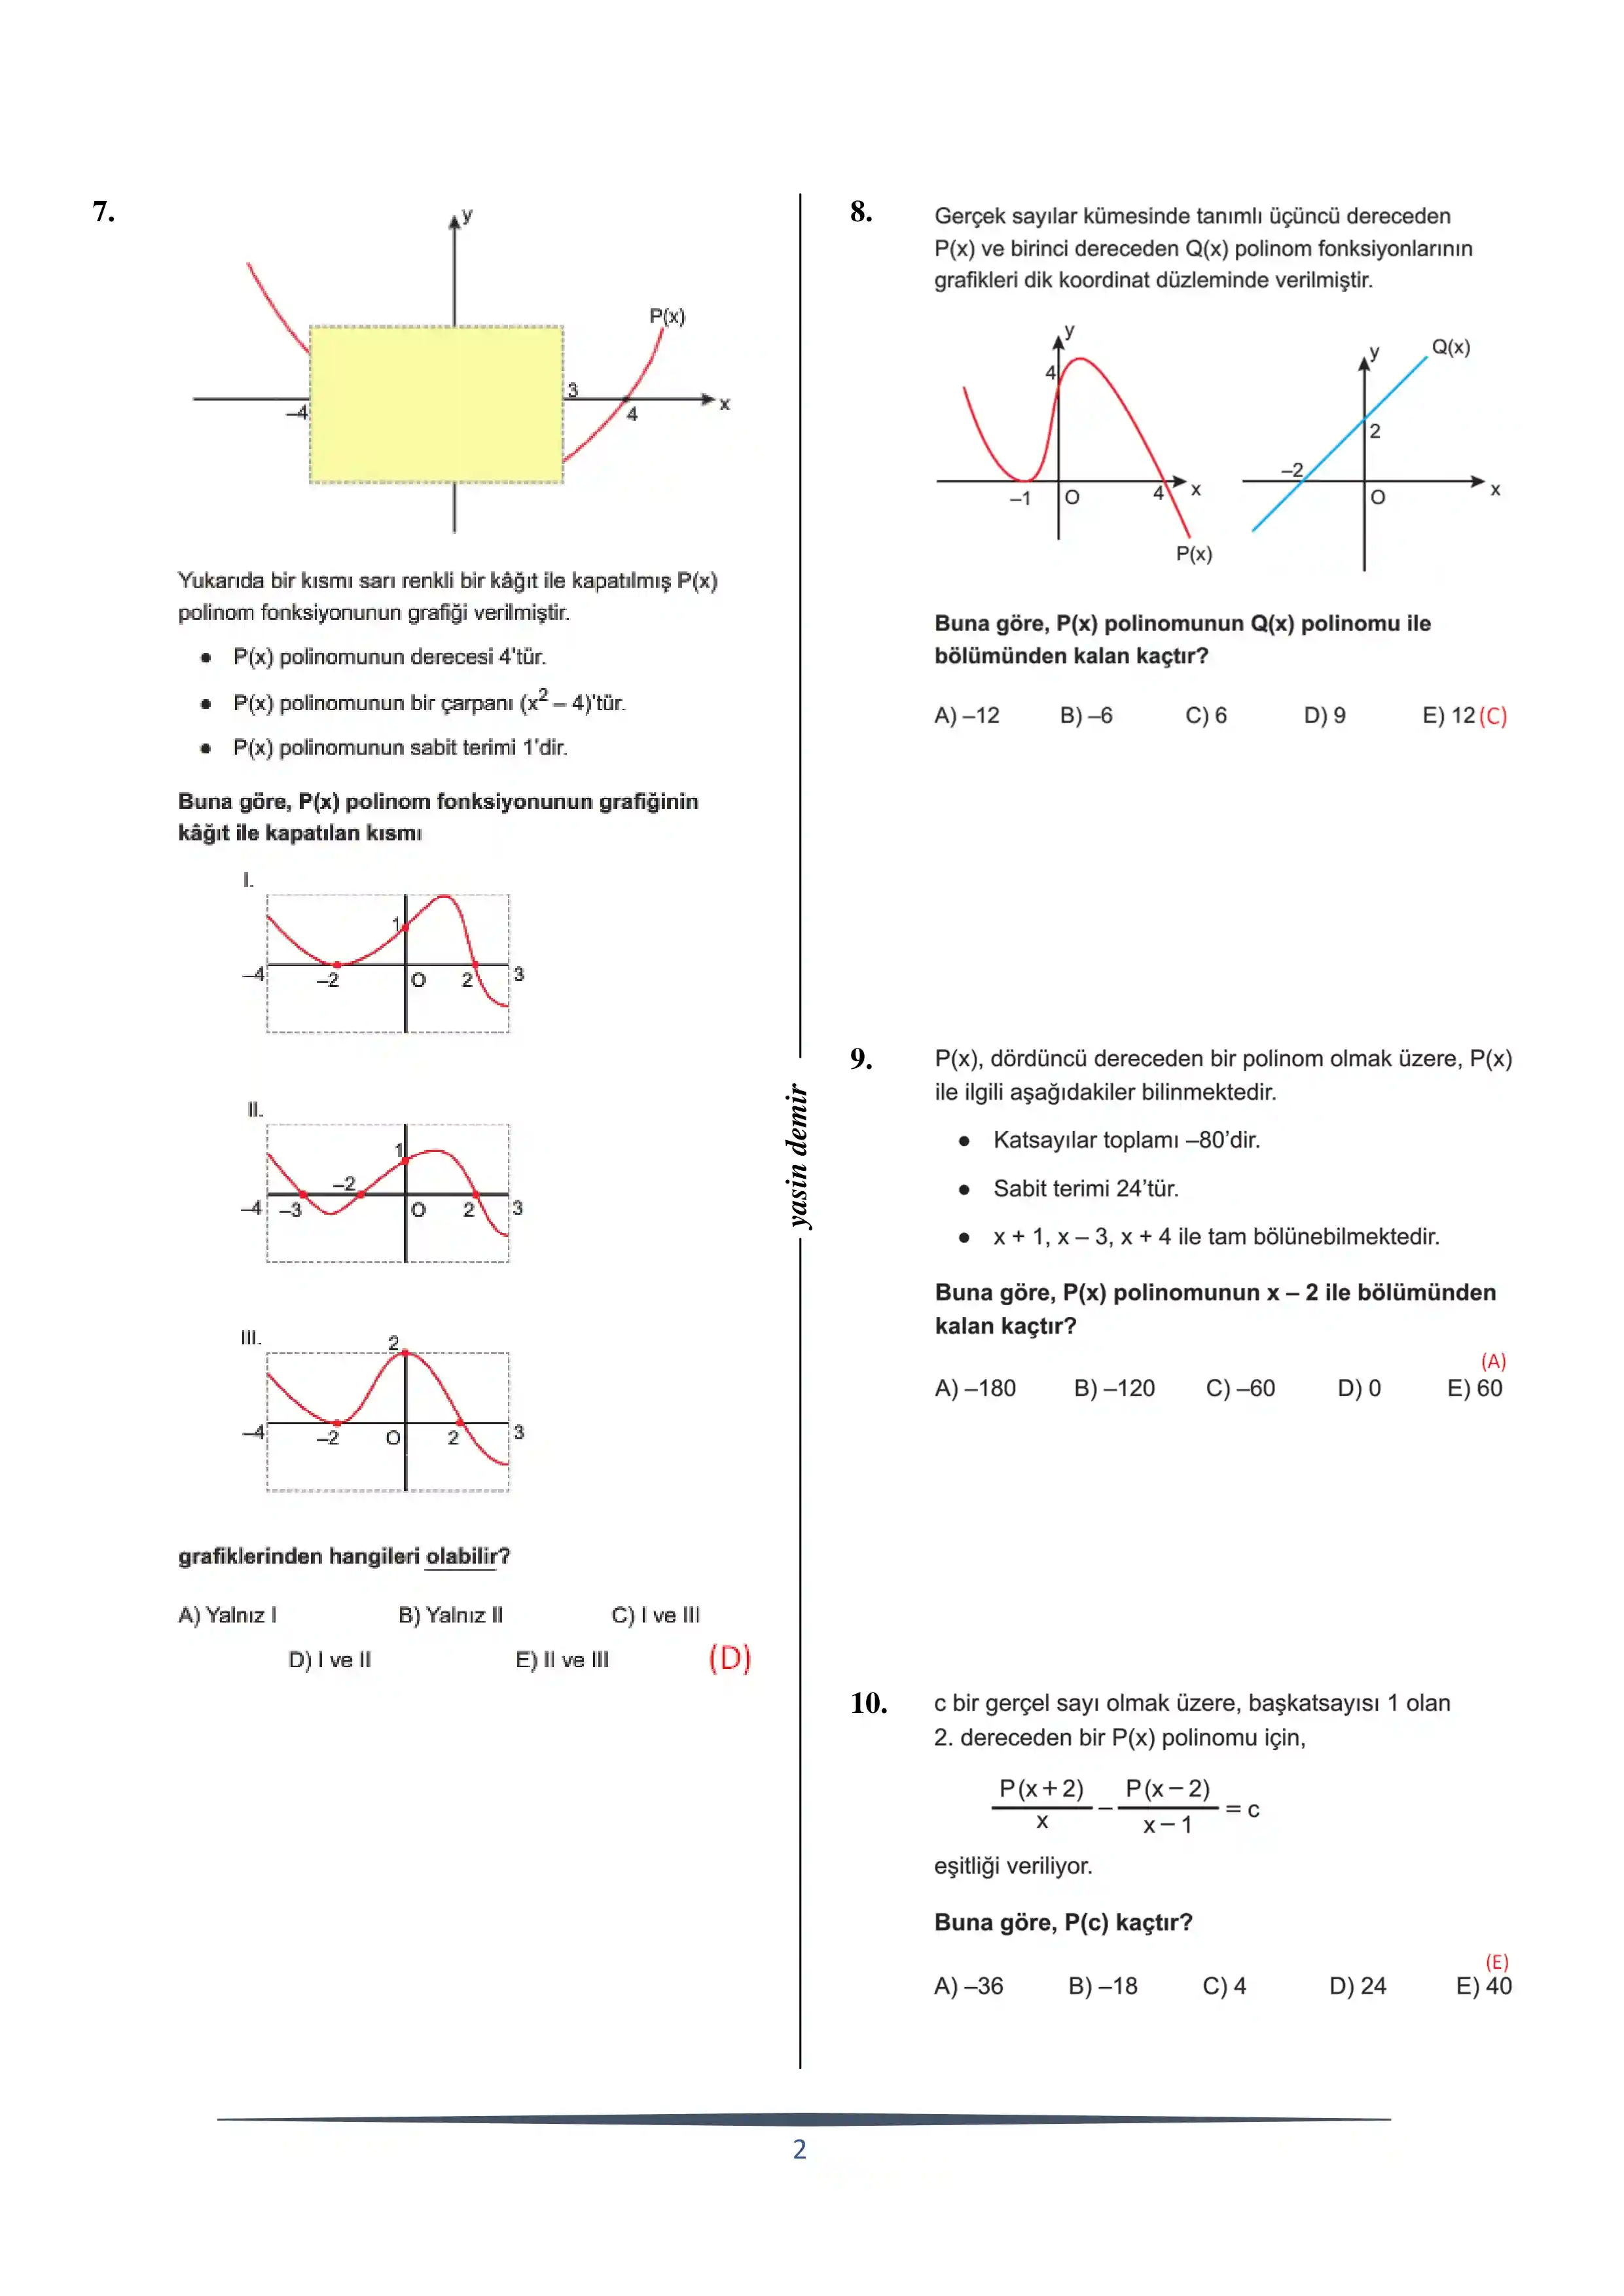 7.
y
P(x)
3
-4
4
x
Yukarıda bir kısmı sarı renkli bir kâğıt ile kapatılmış P(x)
polinom fonksiyonunun grafiği verilmiştir.
● P(x) polinomunun derecesi 4'tür.
● P(x) polinomunun bir çarpanı (x² – 4)'tür.
● P(x) polinomunun sabit terimi 1'dir.
Buna göre, P(x) polinom fonksiyonunun grafiğinin
kâğıt ile kapatılan kısmı
I.
1
–4 –2 O 2 3
II.
1
–2
–4 –3 O 2 3
III.
2
–4 –2 O 2 3
grafiklerinden hangileri olabilir?
A) Yalnız I B) Yalnız II C) I ve III
D) I ve II E) II ve III (D)
yasin demir
8.
Gerçek sayılar kümesinde tanımlı üçüncü dereceden
P(x) ve birinci dereceden Q(x) polinom fonksiyonlarının
grafikleri dik koordinat düzleminde verilmiştir.
y
4
–1 O 4 x
P(x)
y Q(x)
2
–2
O x
Buna göre, P(x) polinomunun Q(x) polinomu ile
bölümünden kalan kaçtır?
A) –12 B) –6 C) 6 D) 9 E) 12 (C)
9.
P(x), dördüncü dereceden bir polinom olmak üzere, P(x)
ile ilgili aşağıdakiler bilinmektedir.
● Katsayılar toplamı –80’dir.
● Sabit terimi 24’tür.
● x + 1, x – 3, x + 4 ile tam bölünebilmektedir.
Buna göre, P(x) polinomunun x – 2 ile bölümünden
kalan kaçtır?
(A)
A) –180 B) –120 C) –60 D) 0 E) 60
10.
c bir gerçel sayı olmak üzere, başkatsayısı 1 olan
2. dereceden bir P(x) polinomu için,
P(x + 2) P(x – 2)
– = c
x x – 1
eşitliği veriliyor.
Buna göre, P(c) kaçtır?
(E)
A) –36 B) –18 C) 4 D) 24 E) 40
2